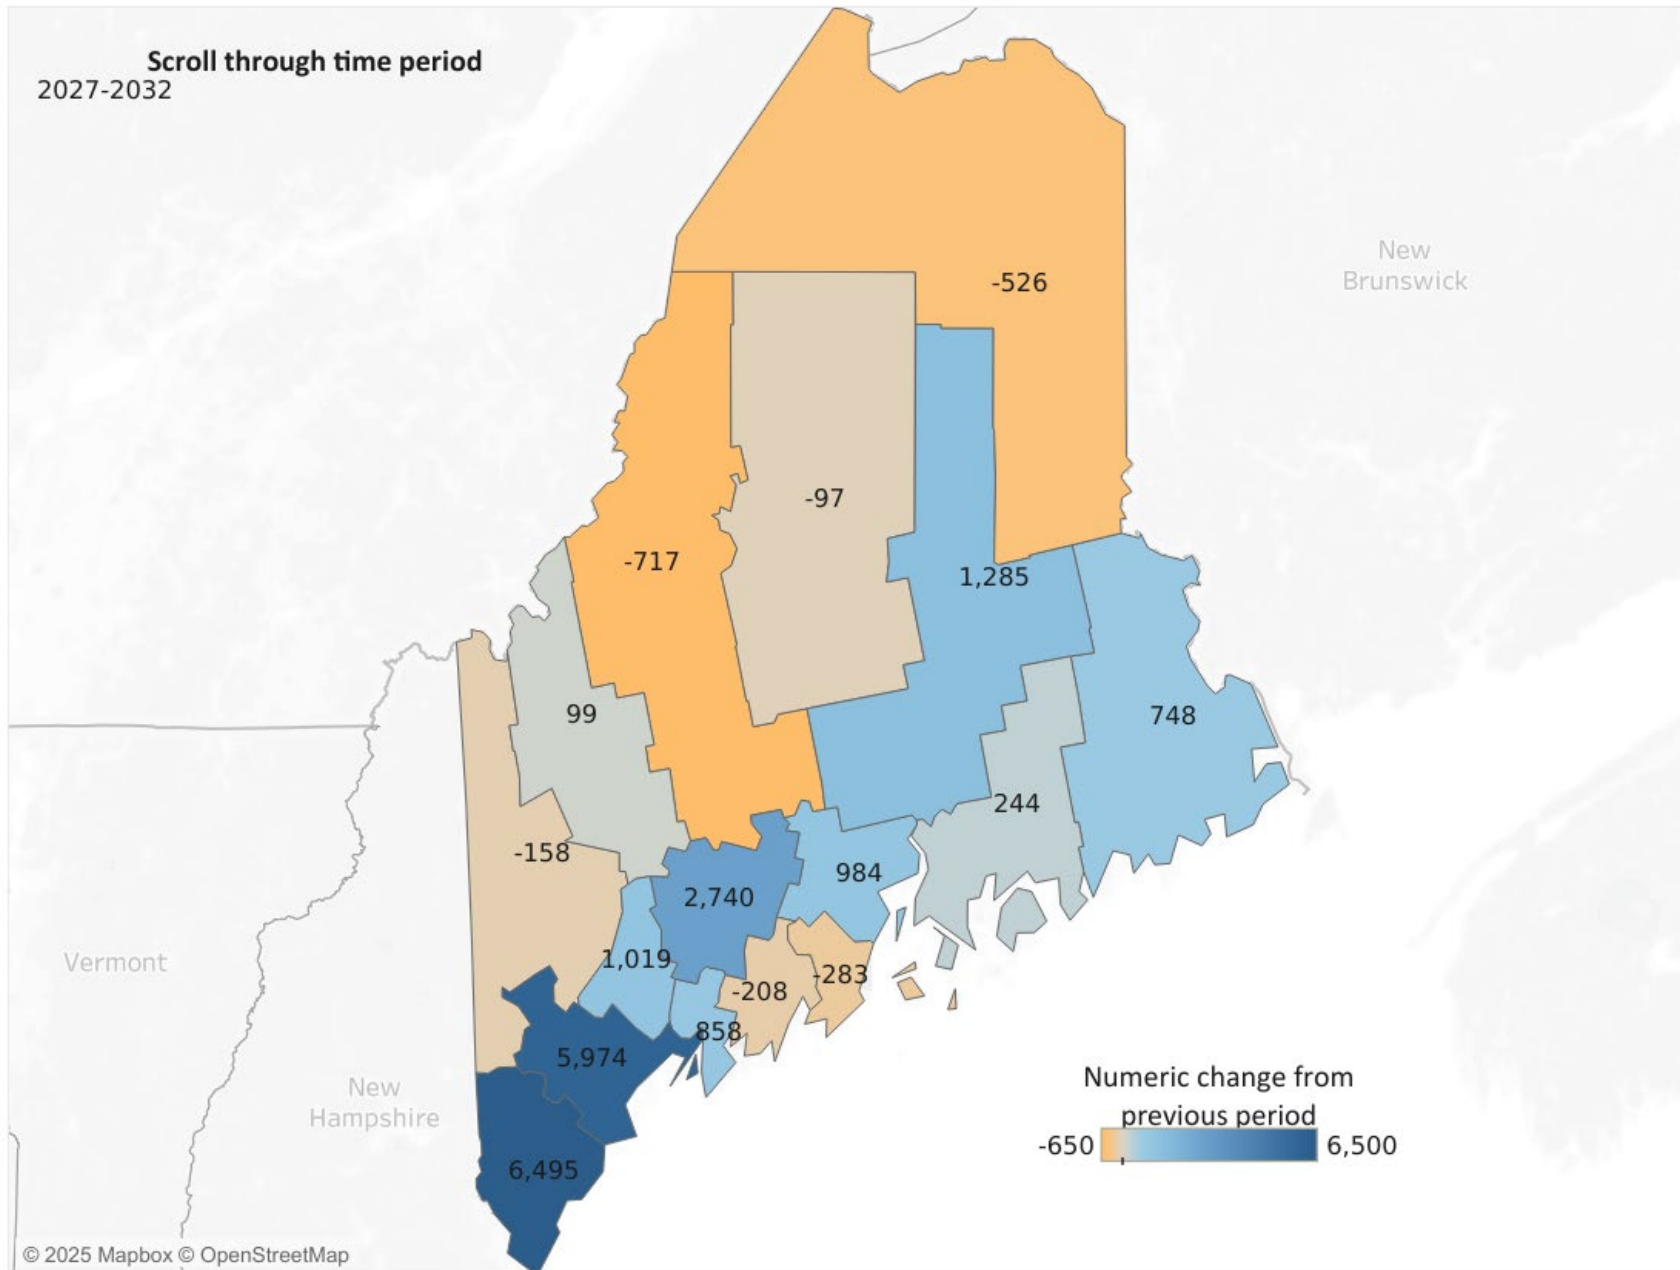 Scroll through time period
2027-2032
New
Brunswick
-526
-97
-717
1,285
99
748
244
-158
984
2,740
1,019
-283
-208
858
5,974
Vermont
New
Hampshire
6,495
Numeric change from
previous period
-650
6,500
© 2025 Mapbox © OpenStreetMap